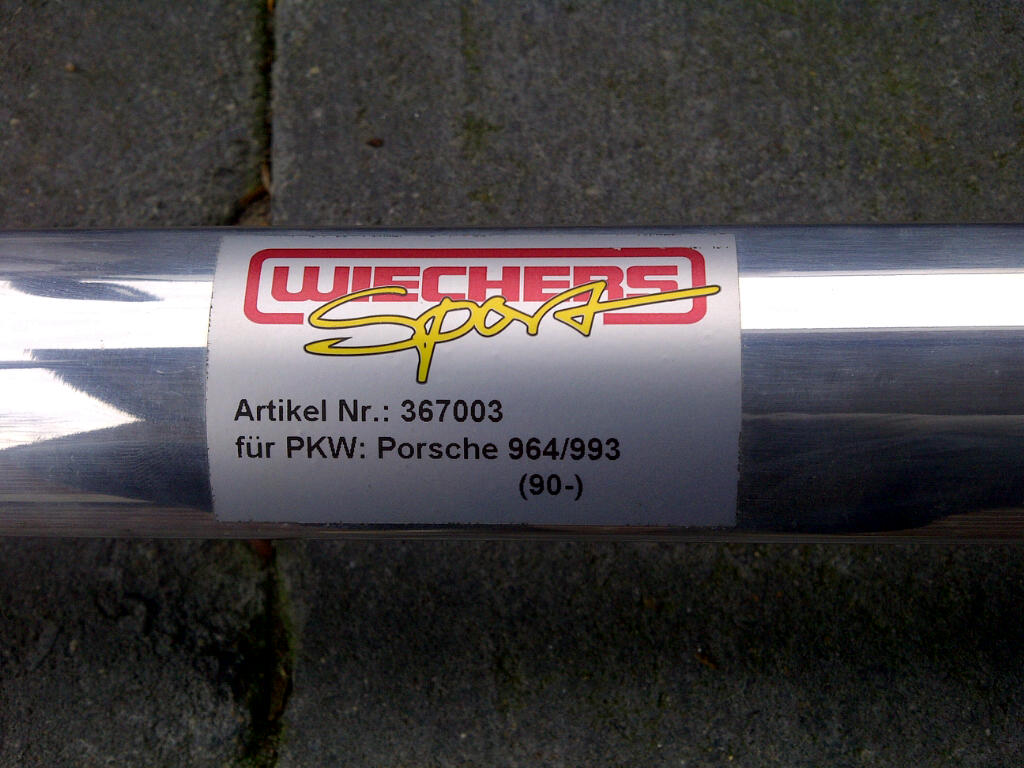 WIECHERS
Sport
Artikel Nr.: 367003
für PKW: Porsche 964/993
(90-)